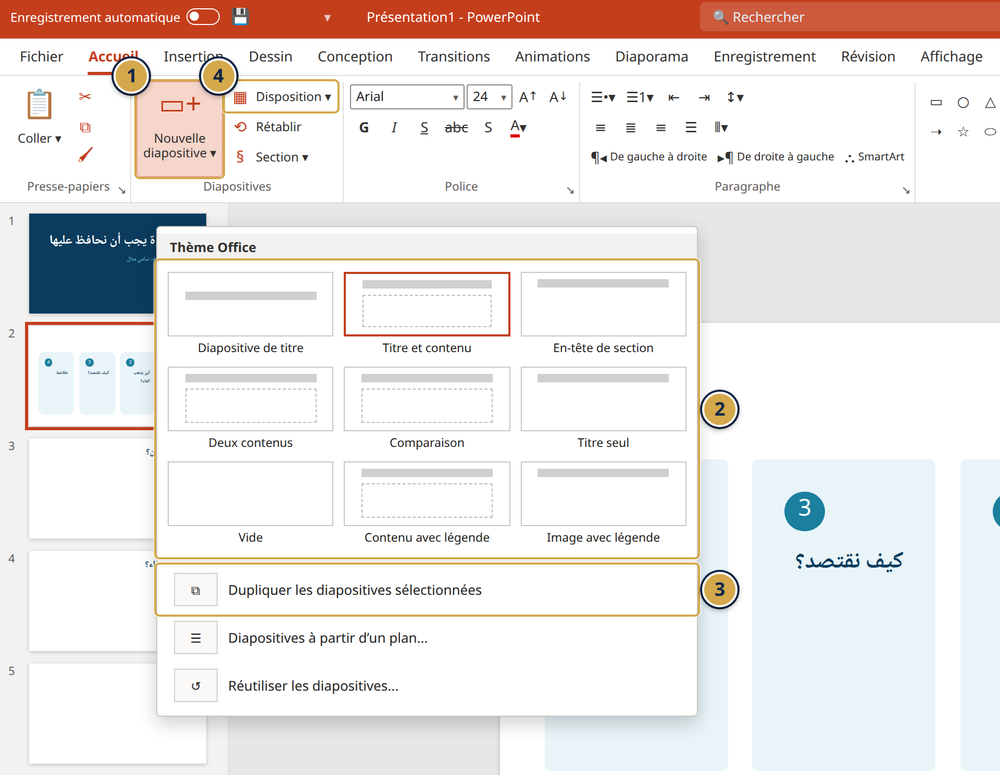 Enregistrement automatique
Présentation1 - PowerPoint
Rechercher
Fichier Accueil Insertion Dessin Conception Transitions Animations Diaporama Enregistrement Révision Affichage
1
4
Coller
Nouvelle
diapositive
Disposition
Rétablir
Section
Arial
24
A A
G I S abc S A
De gauche à droite
De droite à gauche
SmartArt
Presse-papiers
Diapositives
Police
Paragraphe
1
يجب أن نحافظ عليها
سامي مثال
2
4
خلاصة
3
كيف نقتصد؟
2
أين يذهب
الماء؟
3
4
5
Thème Office
Diapositive de titre
Titre et contenu
En-tête de section
Deux contenus
Comparaison
Titre seul
Vide
Contenu avec légende
Image avec légende
2
Dupliquer les diapositives sélectionnées
3
Diapositives à partir d’un plan...
Réutiliser les diapositives...
3
كيف نقتصد؟